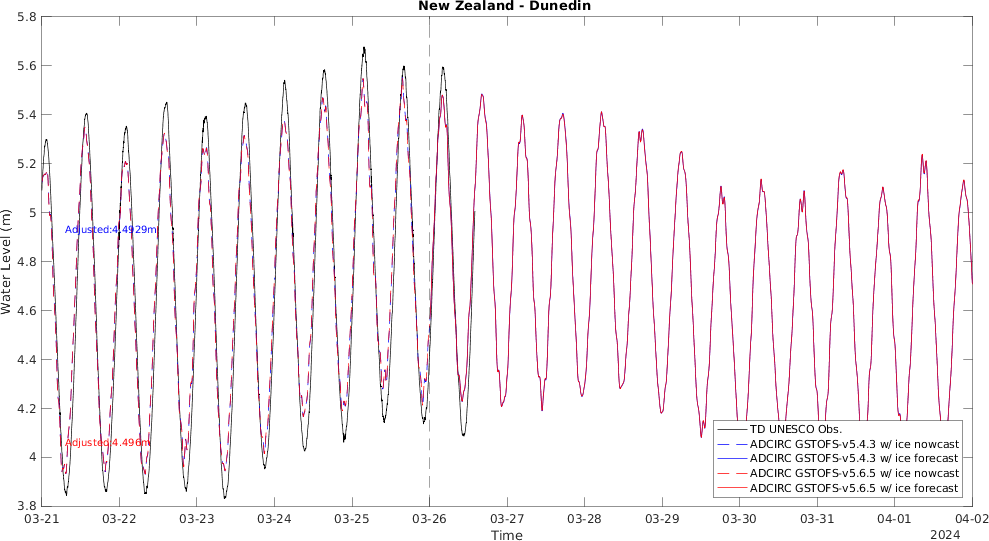 New Zealand - Dunedin
5.8
5.6
5.4
5.2
5
4.8
4.6
4.4
4.2
4
3.8
Water Level (m)
Adjusted:4.4929m
Adjusted:4.496m
TD UNESCO Obs.
ADCIRC GSTOFS-v5.4.3 w/ ice nowcast
ADCIRC GSTOFS-v5.4.3 w/ ice forecast
ADCIRC GSTOFS-v5.6.5 w/ ice nowcast
ADCIRC GSTOFS-v5.6.5 w/ ice forecast
03-21 03-22 03-23 03-24 03-25 03-26 03-27 03-28 03-29 03-30 03-31 04-01 04-02
Time
2024